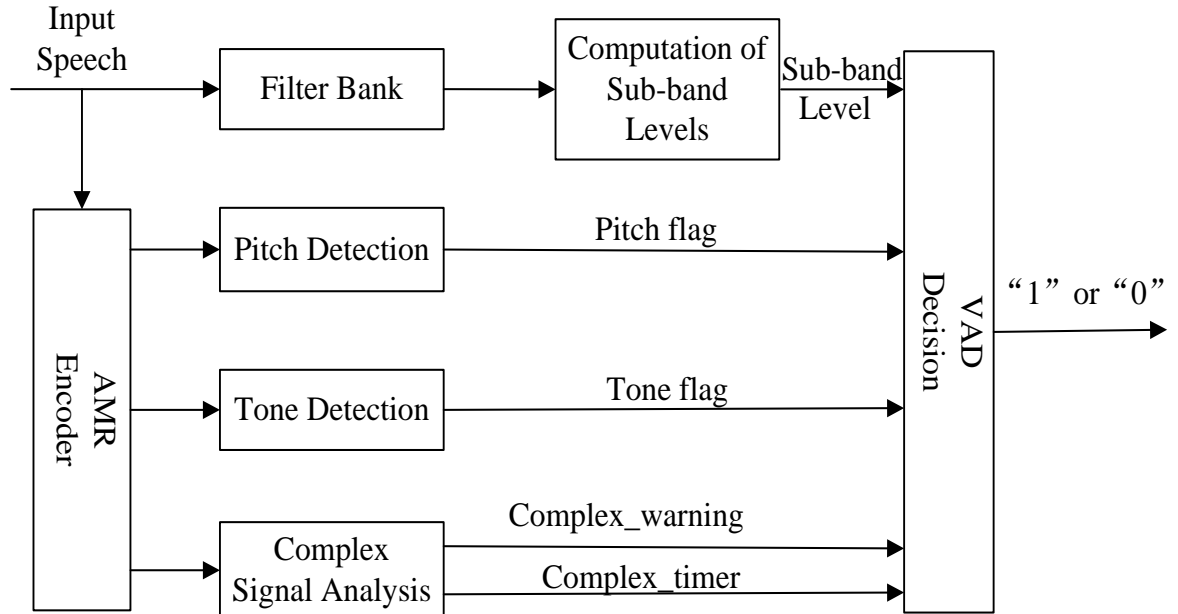 Input
Speech
Filter Bank
Computation of
Sub-band
Levels
Sub-band
Level
Pitch Detection
Pitch flag
VAD
Decision
“1” or “0”
AMR
Encoder
Tone Detection
Tone flag
Complex
Signal Analysis
Complex_warning
Complex_timer